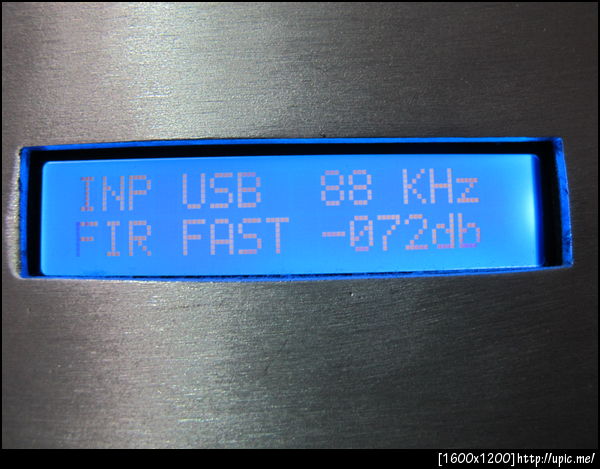 INP USB 88 KHz
FIR FAST -072db
[1600x1200]http://upic.me/